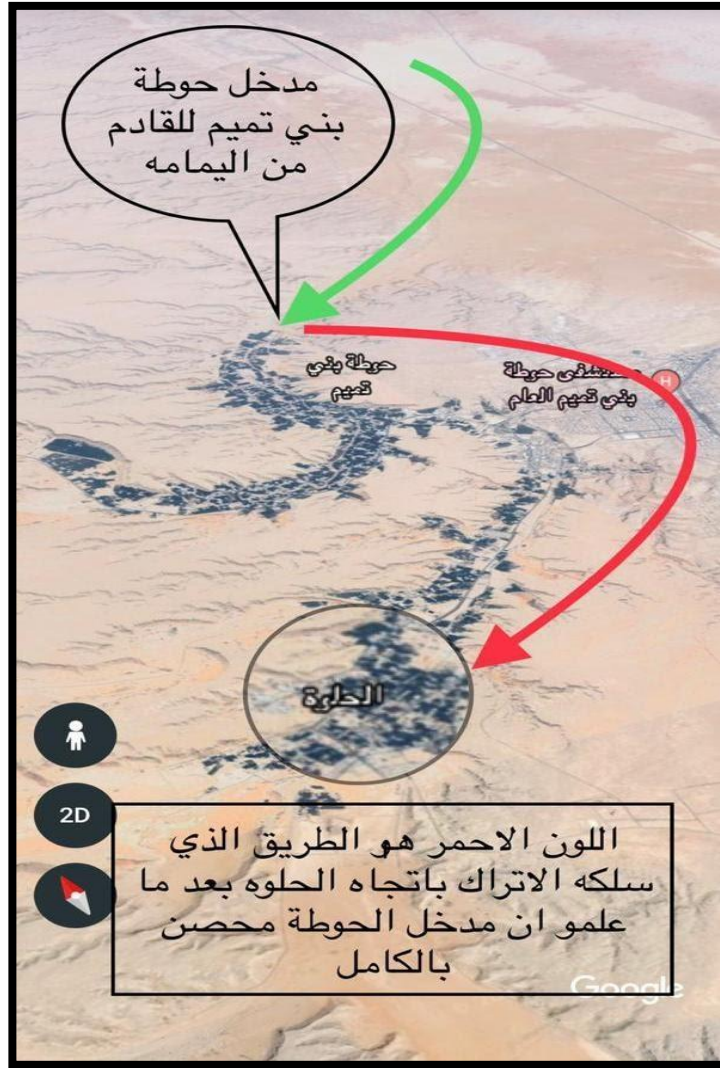 مدخل حوطة
بني تميم للقادم
من اليمامه
حوطة بني
تميم
مستشفى حوطة
بني تميم العام
H
الحلوة
2D
اللون الاحمر هو الطريق الذي
سلكه الاتراك باتجاه الحلوه بعد ما
علمو ان مدخل الحوطة محصن
بالكامل
Google